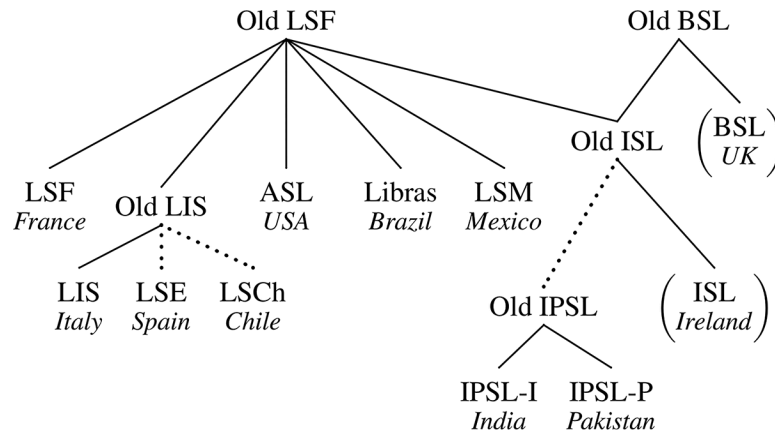 Old LSF
Old BSL
(BSL
UK)
Old ISL
LSF
France
Old LIS
ASL
USA
Libras
Brazil
LSM
Mexico
LIS
Italy
LSE
Spain
LSCh
Chile
Old IPSL
(ISL
Ireland)
IPSL-I
India
IPSL-P
Pakistan